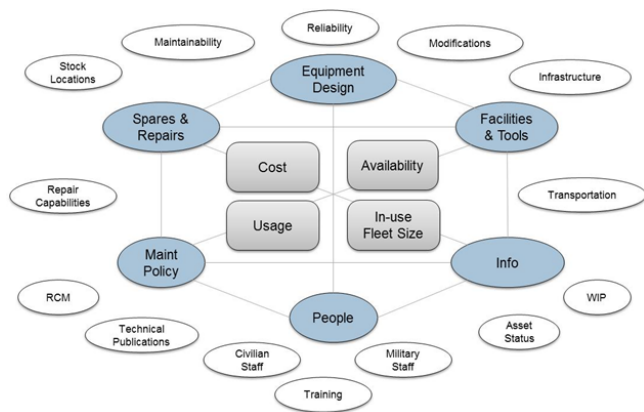 Reliability
Maintainability
Modifications
Stock
Locations
Equipment
Design
Infrastructure
Spares &
Repairs
Facilities
& Tools
Cost
Availability
Repair
Capabilities
Transportation
Usage
In-use
Fleet Size
Maint
Policy
Info
RCM
WIP
People
Technical
Publications
Asset
Status
Civilian
Staff
Military
Staff
Training